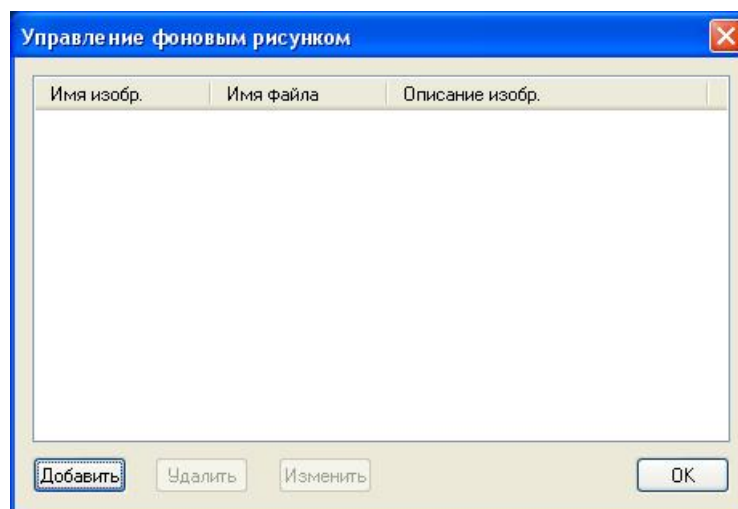 Управление фоновым рисунком
Имя изобр. Имя файла Описание изобр.
Добавить Удалить Изменить OK